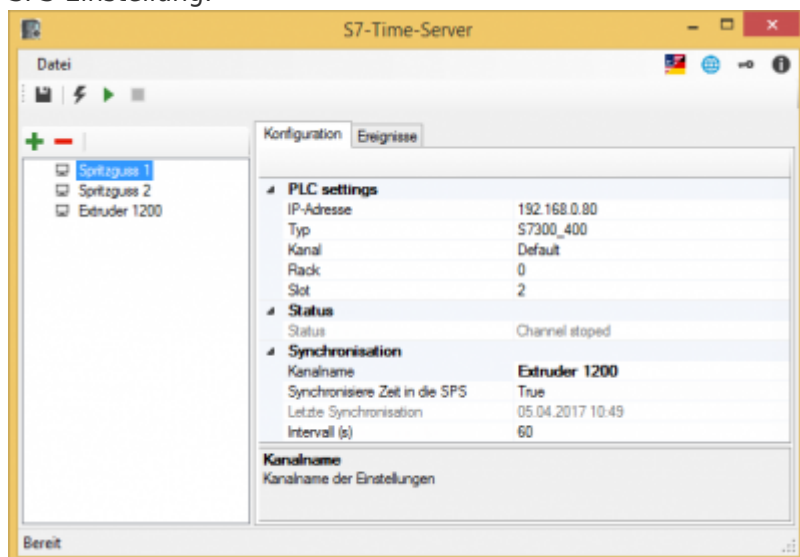 S7-Time-Server
Datei
Konfiguration Ereignisse
Spritzguss 1
Spritzguss 2
Extruder 1200
PLC settings
IP-Adresse 192.168.0.80
Typ S7300_400
Kanal Default
Rack 0
Slot 2
Status
Status Channel stoped
Synchronisation
Kanalname Extruder 1200
Synchronisiere Zeit in die SPS True
Letzte Synchronisation 05.04.2017 10:49
Intervall (s) 60
Kanalname
Kanalname der Einstellungen
Bereit